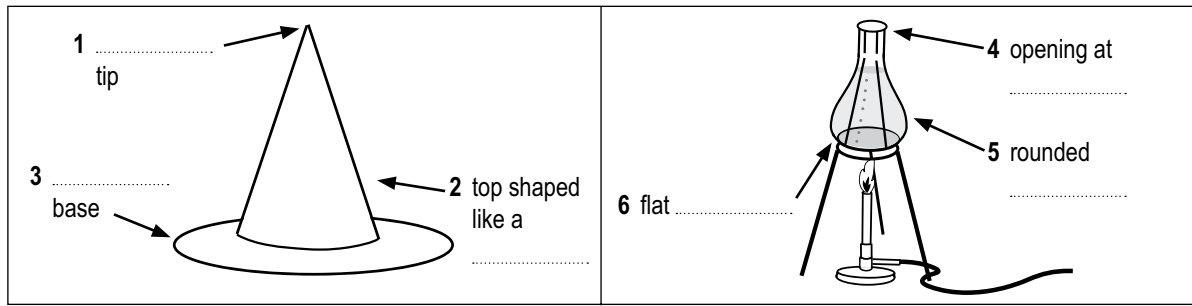 1 ....................
tip
3 ....................
base
2 top shaped
like a
....................
4 opening at
....................
5 rounded
....................
6 flat ....................